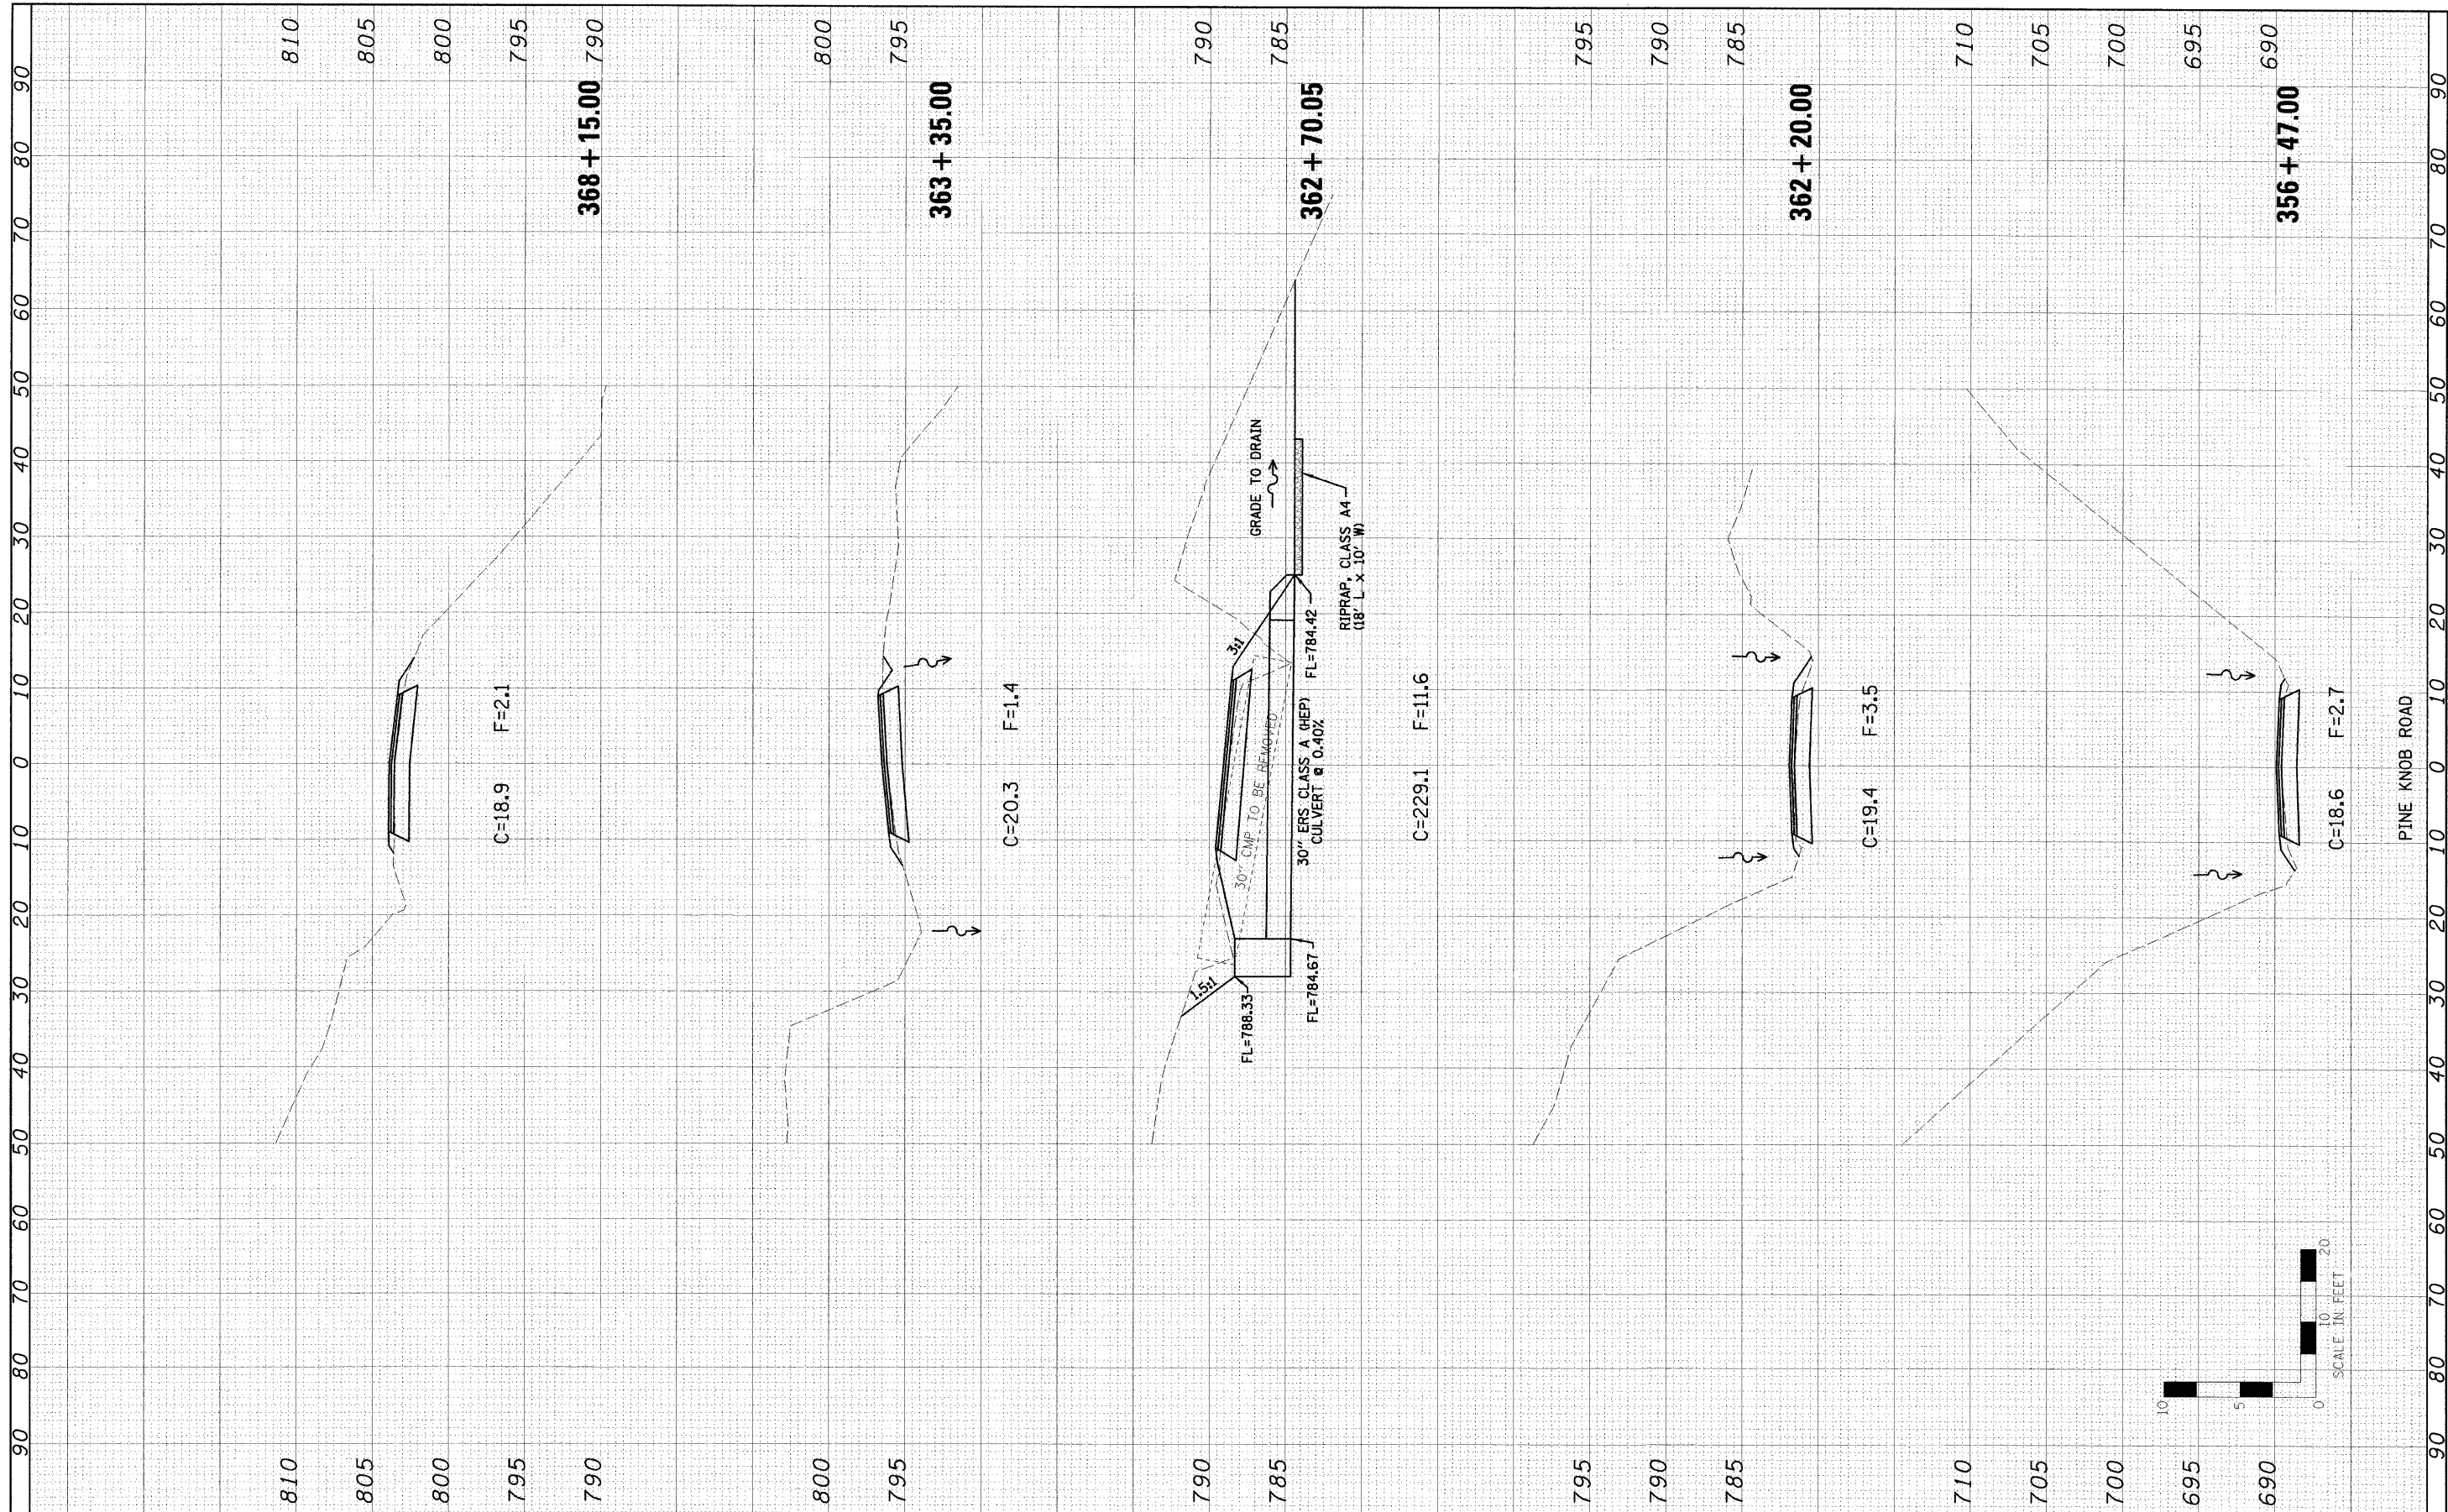 90 80 70 60 50 40 30 20 10 0 10 20 30 40 50 60 70 80 90
810 810
805 805
800 800
795 795
790 790
368+15.00
C=18.9 F=2.1
800 800
795 795
363+35.00
C=20.3 F=1.4
790 790
785 785
362+70.05
GRADE TO DRAIN
3:1
1.5:1
30" CMP TO BE REMOVED
FL=788.33
FL=784.67
30" ERS CLASS A (HEP)
CULVERT @ 0.40%
FL=784.42
RIPRAP, CLASS A4
(18' L x 10' W)
C=229.1 F=11.6
795 795
790 790
785 785
362+20.00
C=19.4 F=3.5
710 710
705 705
700 700
695 695
690 690
356+47.00
C=18.6 F=2.7
PINE KNOB ROAD
10
5
0
10 20
SCALE IN FEET
90 80 70 60 50 40 30 20 10 0 10 20 30 40 50 60 70 80 90